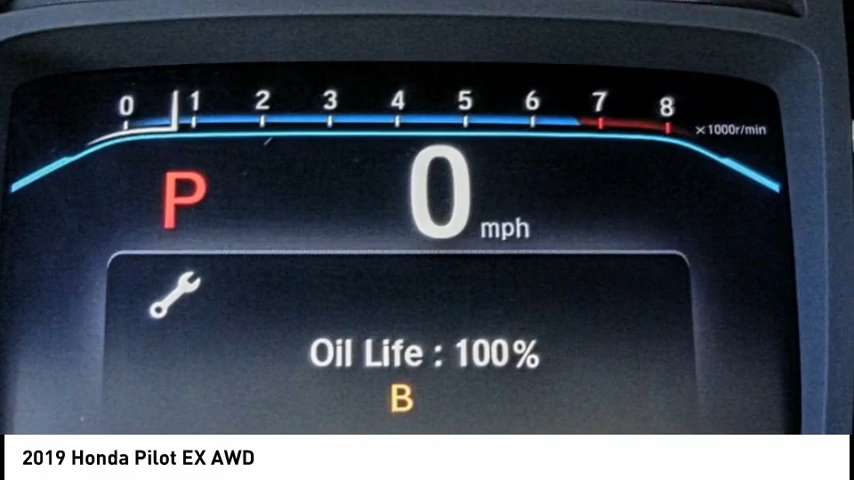 0 1 2 3 4 5 6 7 8
x1000r/min
P 0 mph
Oil Life : 100%
B
2019 Honda Pilot EX AWD